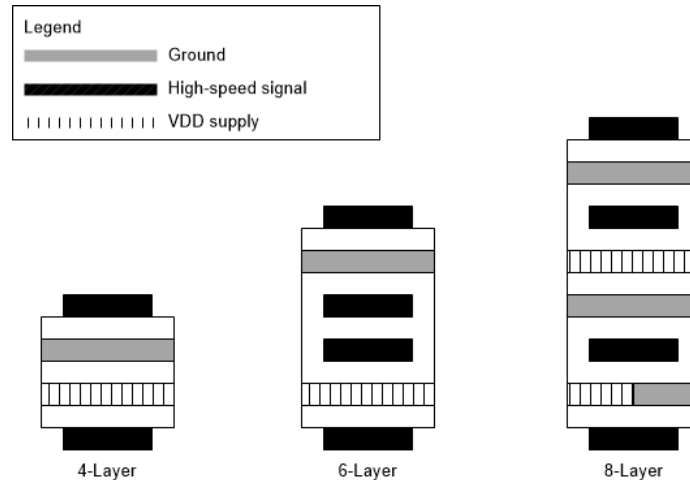 Legend
Ground
High-speed signal
VDD supply
4-Layer
6-Layer
8-Layer